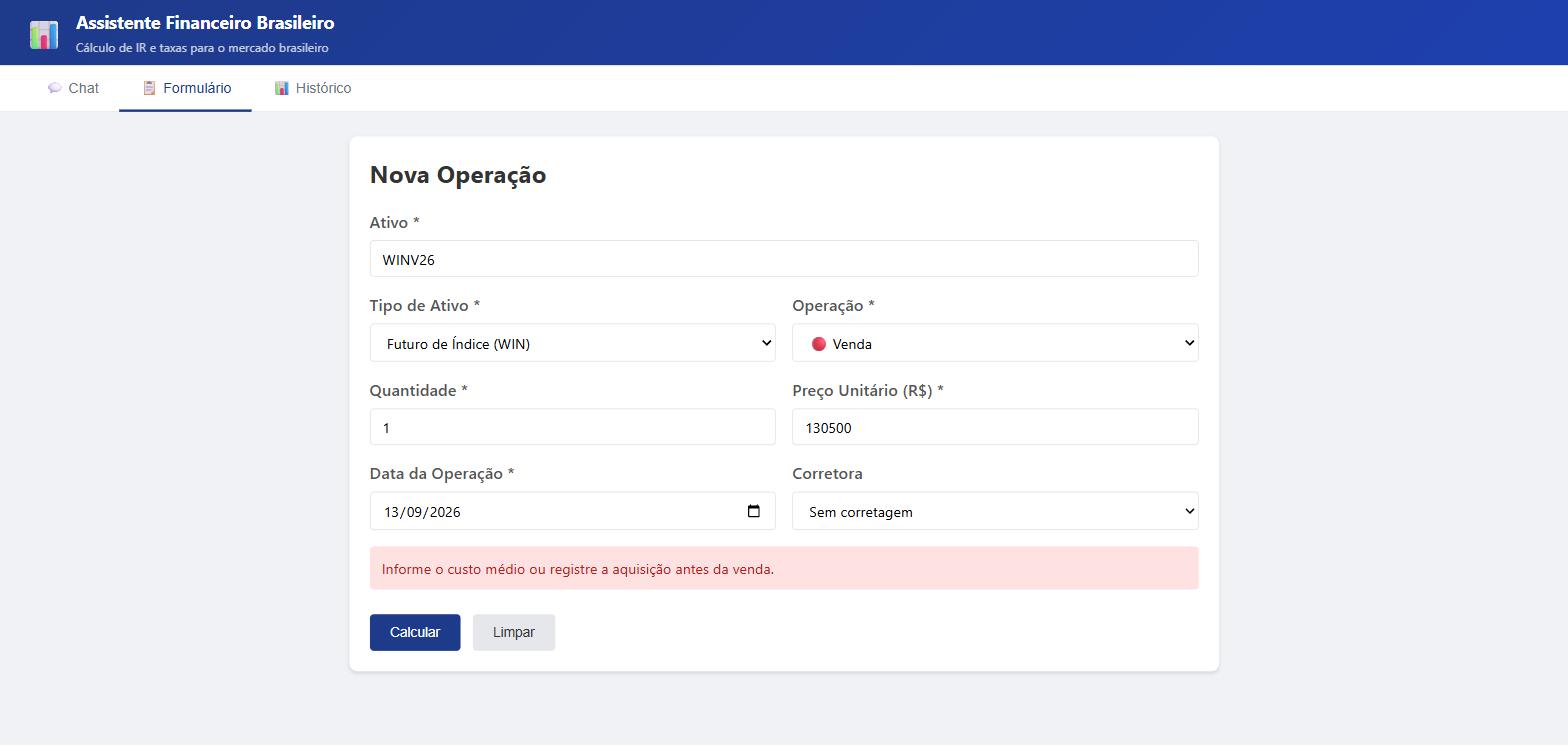 Assistente Financeiro Brasileiro
Cálculo de IR e taxas para o mercado brasileiro
Chat
Formulário
Histórico
Nova Operação
Ativo *
WINV26
Tipo de Ativo *
Operação *
Futuro de Índice (WIN)
Venda
Quantidade *
Preço Unitário (R$) *
1
130500
Data da Operação *
Corretora
13/09/2026
Sem corretagem
Informe o custo médio ou registre a aquisição antes da venda.
Calcular
Limpar